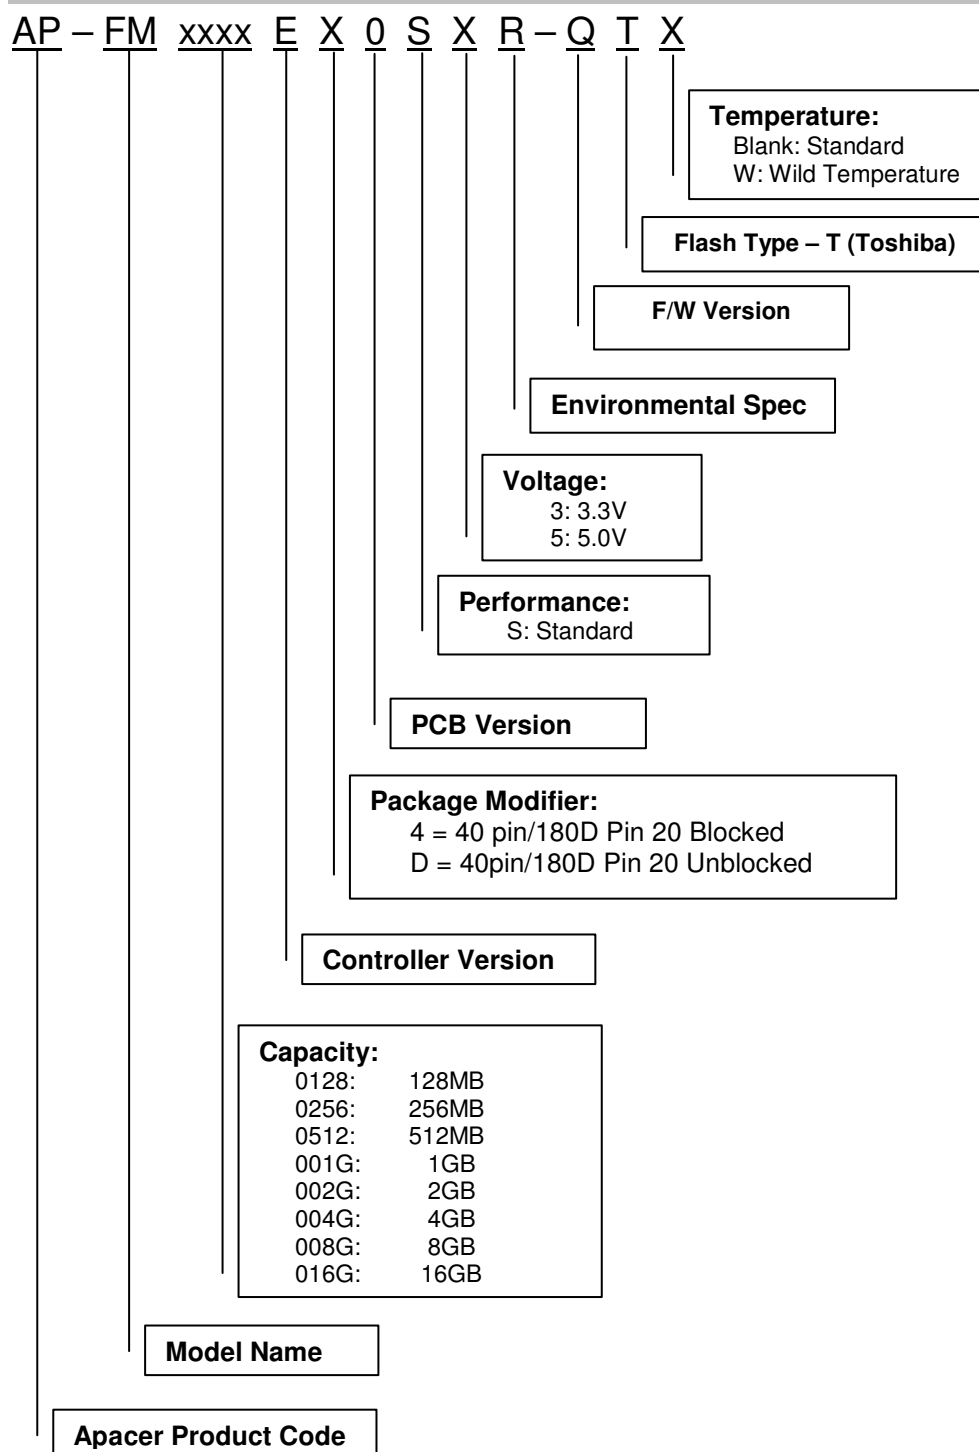 AP – FM xxxx E X 0 S X R – Q T X
Temperature:
Blank: Standard
W: Wild Temperature
Flash Type – T (Toshiba)
F/W Version
Environmental Spec
Voltage:
3: 3.3V
5: 5.0V
Performance:
S: Standard
PCB Version
Package Modifier:
4 = 40 pin/180D Pin 20 Blocked
D = 40pin/180D Pin 20 Unblocked
Controller Version
Capacity:
0128: 128MB
0256: 256MB
0512: 512MB
001G: 1GB
002G: 2GB
004G: 4GB
008G: 8GB
016G: 16GB
Model Name
Apacer Product Code